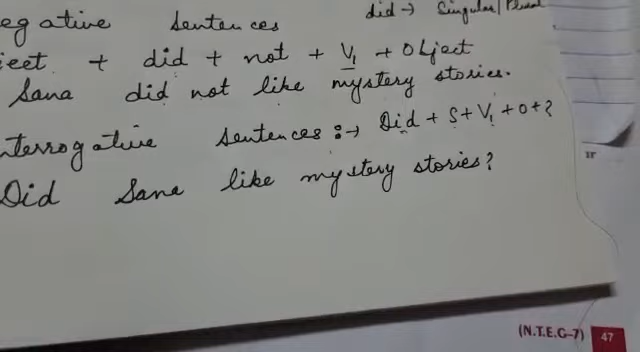 egative sentences did → Singular/Plural
ject + did + not + V1 + Object
Sana did not like mystery stories.
nterrogative sentences :→ Did + S + V1 + O + ?
Did Sana like mystery stories?
(N.T.E.G-7) 47